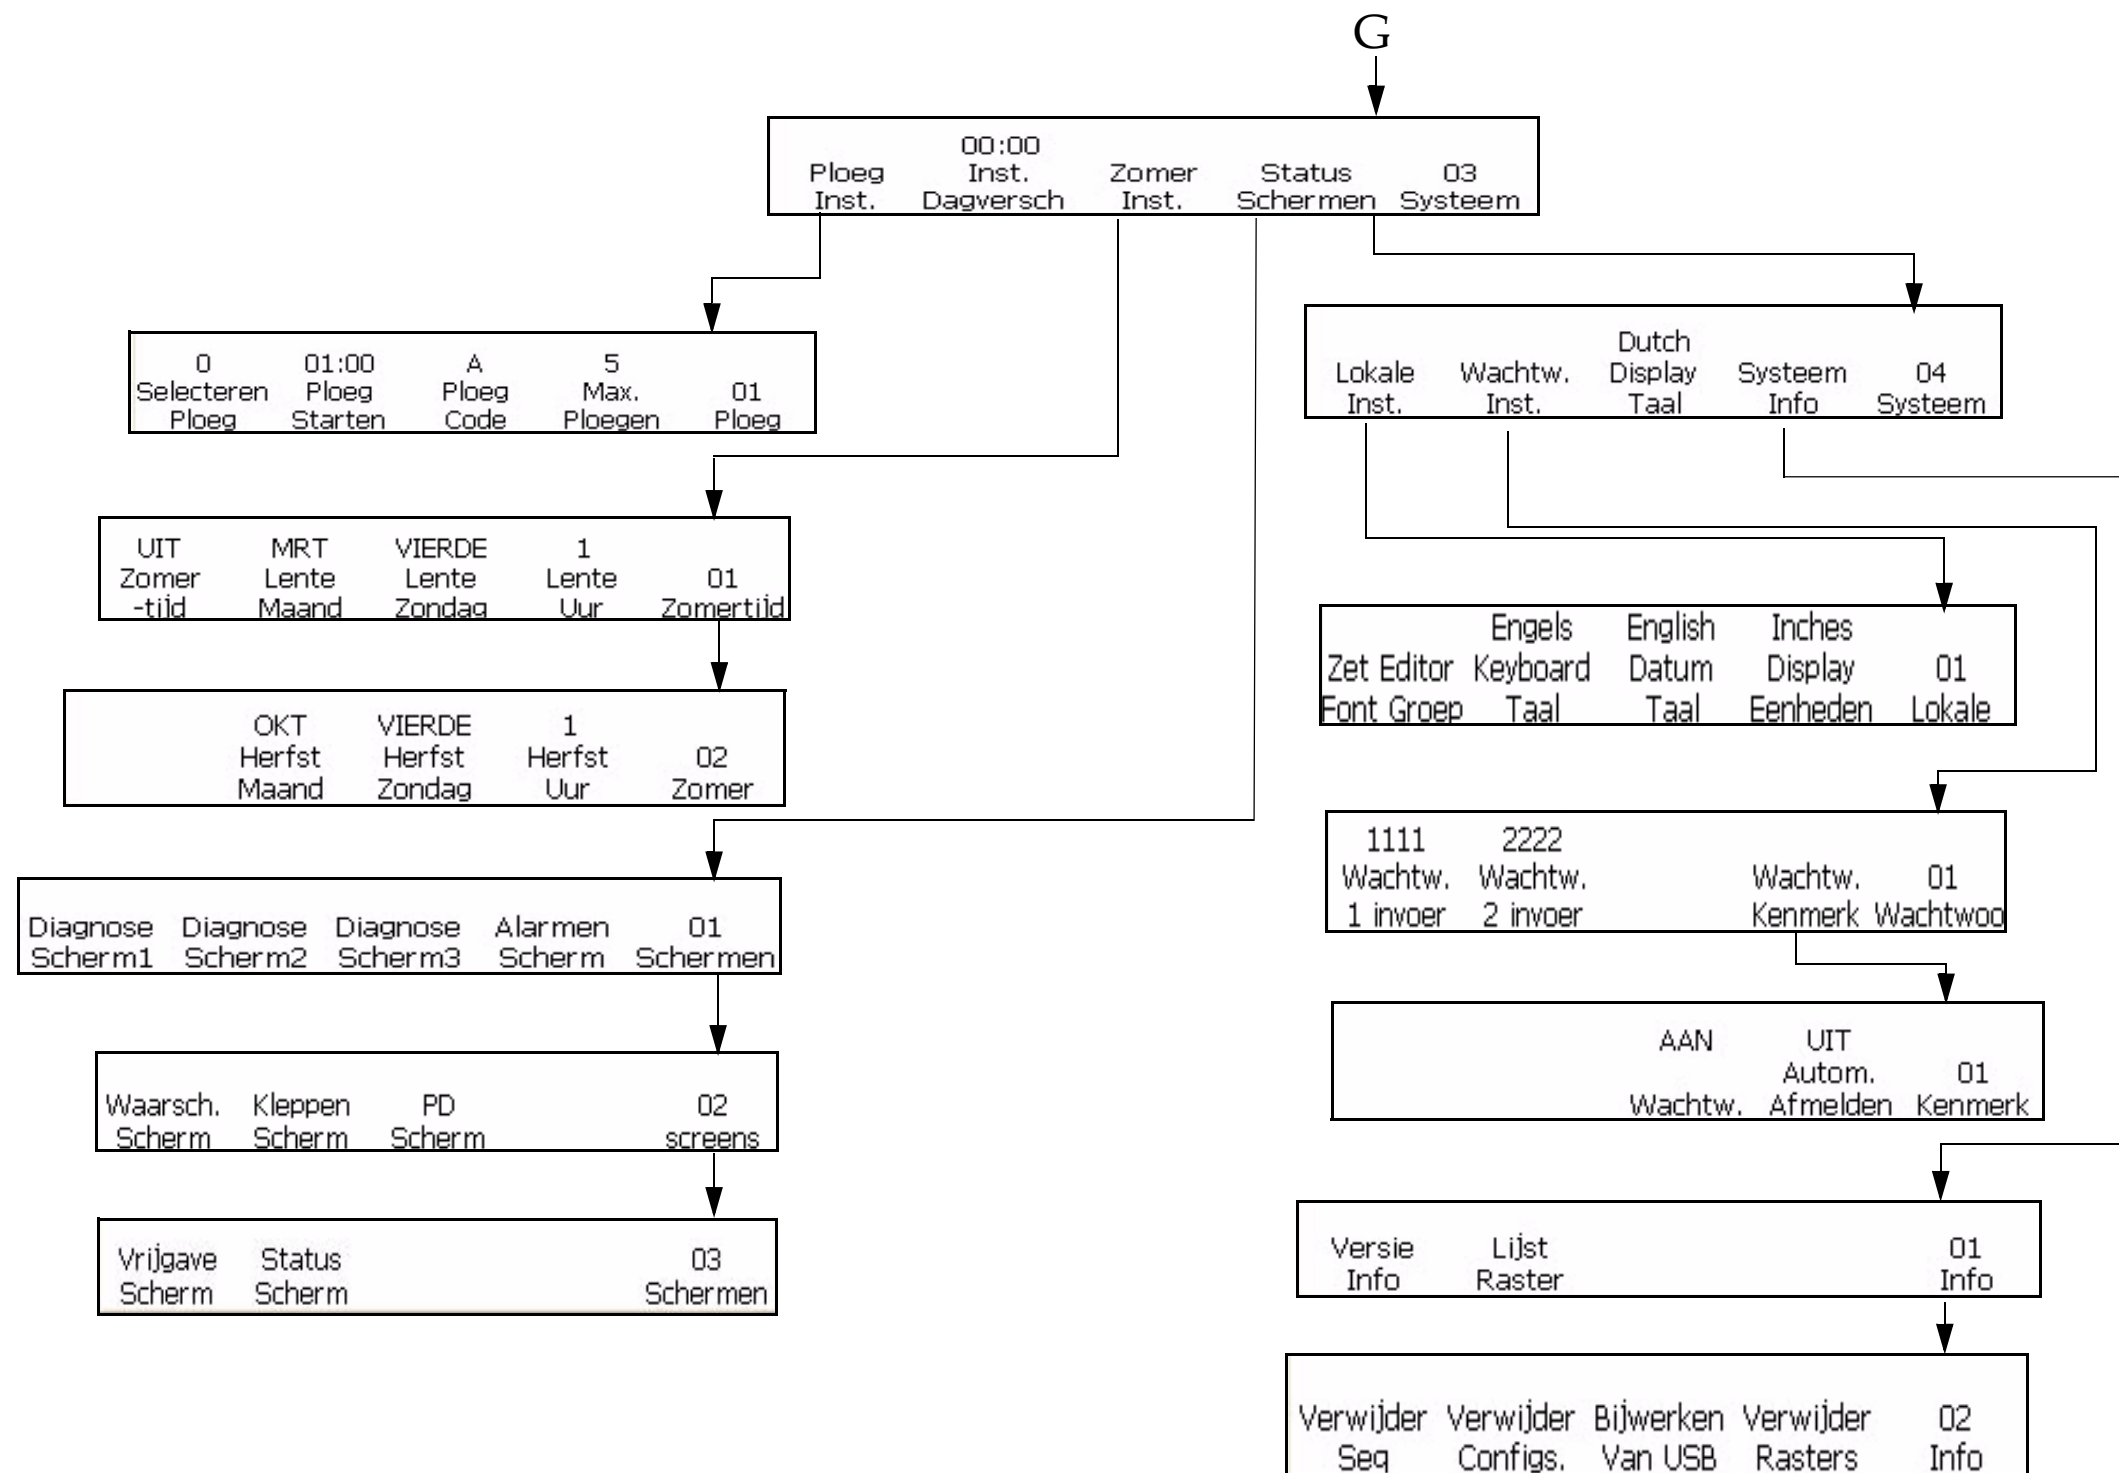 G
00:00
Ploeg Inst. Zomer Status 03
Inst. Dagversch Inst. Schermen Systeem
0 01:00 A 5
Selecteren Ploeg Ploeg Max. 01
Ploeg Starten Code Ploegen Ploeg
UIT MRT VIERDE 1
Zomer Lente Lente Lente 01
-tijd Maand Zondag Uur Zomertijd
OKT VIERDE 1
Herfst Herfst Herfst 02
Maand Zondag Uur Zomer
Diagnose Diagnose Diagnose Alarmen 01
Scherm1 Scherm2 Scherm3 Scherm Schermen
Waarsch. Kleppen PD 02
Scherm Scherm Scherm screens
Vrijgave Status 03
Scherm Scherm Schermen
Dutch
Lokale Wachtw. Display Systeem 04
Inst. Inst. Taal Info Systeem
Engels English Inches
Zet Editor Keyboard Datum Display 01
Font Groep Taal Taal Eenheden Lokale
1111 2222
Wachtw. Wachtw. Wachtw. 01
1 invoer 2 invoer Kenmerk Wachtwoo
AAN UIT
Autom. 01
Wachtw. Afmelden Kenmerk
Versie Lijst 01
Info Raster Info
Verwijder Verwijder Bijwerken Verwijder 02
Seq Configs. Van USB Rasters Info